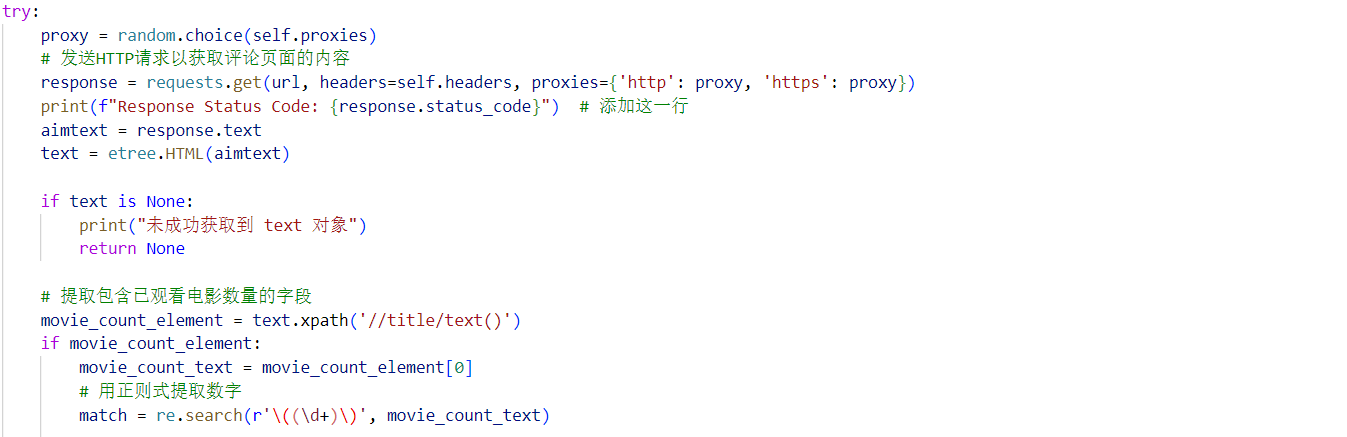 try:
    proxy = random.choice(self.proxies)
    # 发送HTTP请求以获取评论页面的内容
    response = requests.get(url, headers=self.headers, proxies={'http': proxy, 'https': proxy})
    print(f"Response Status Code: {response.status_code}")  # 添加这一行
    aimtext = response.text
    text = etree.HTML(aimtext)

    if text is None:
        print("未成功获取到 text 对象")
        return None

    # 提取包含已观看电影数量的字段
    movie_count_element = text.xpath('//title/text()')
    if movie_count_element:
        movie_count_text = movie_count_element[0]
        # 用正则式提取数字
        match = re.search(r'\((\d+)\)', movie_count_text)